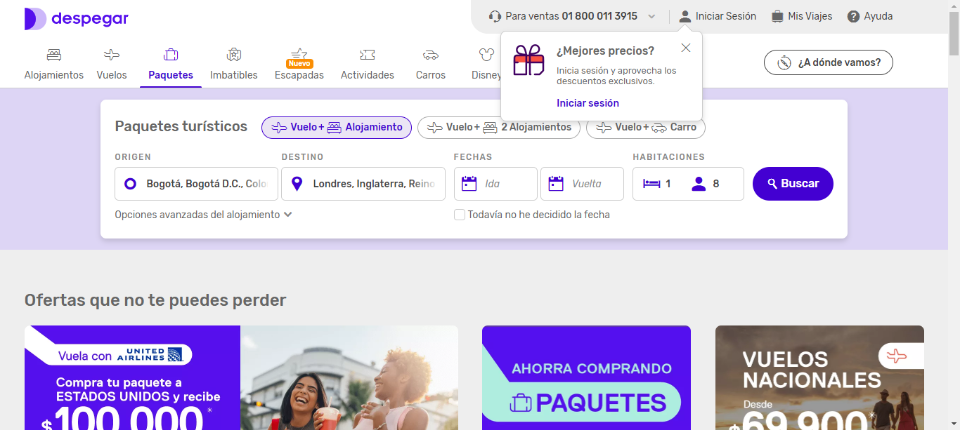 despegar
Para ventas 01 800 011 3915
Iniciar Sesión
Mis Viajes
Ayuda
Alojamientos
Vuelos
Paquetes
Imbatibles
Nuevo
Escapadas
Actividades
Carros
Disney
¿A dónde vamos?
¿Mejores precios?
Inicia sesión y aprovecha los
descuentos exclusivos.
Iniciar sesión
Paquetes turísticos
Vuelo + Alojamiento
Vuelo + 2 Alojamientos
Vuelo + Carro
ORIGEN
DESTINO
FECHAS
HABITACIONES
Bogotá, Bogotá D.C., Colo
Londres, Inglaterra, Reino
Ida
Vuelta
1
8
Buscar
Opciones avanzadas del alojamiento
Todavía no he decidido la fecha
Ofertas que no te puedes perder
Vuela con UNITED AIRLINES
Compra tu paquete a
ESTADOS UNIDOS y recibe
$100.000*
AHORRA COMPRANDO
PAQUETES
VUELOS
NACIONALES
Desde
$69.900*